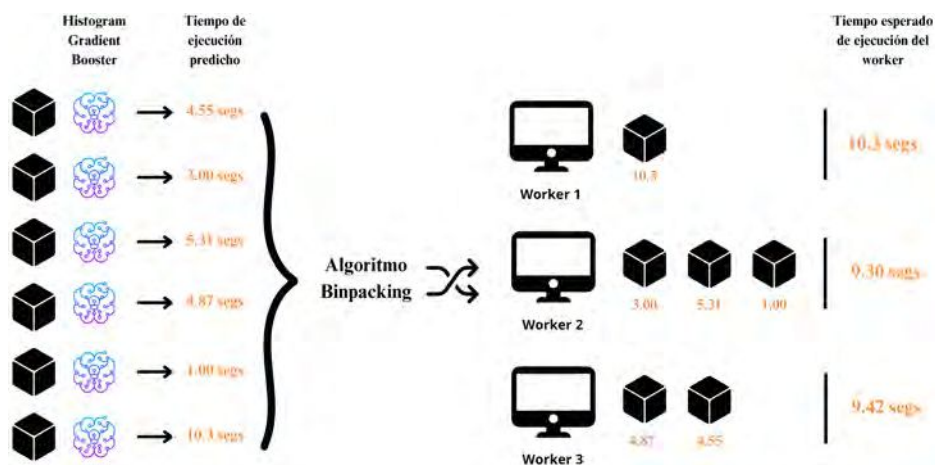 Histogram
Gradient
Booster
Tiempo de
ejecución
predicho
Tiempo esperado
de ejecución del
worker
4.55 segs
3.00 segs
5.31 segs
4.87 segs
1.00 segs
10.3 segs
Algoritmo
Binpacking
10.3
Worker 1
10.3 segs
3.00 5.31 1.00
Worker 2
9.30 segs
4.87 4.55
Worker 3
9.42 segs